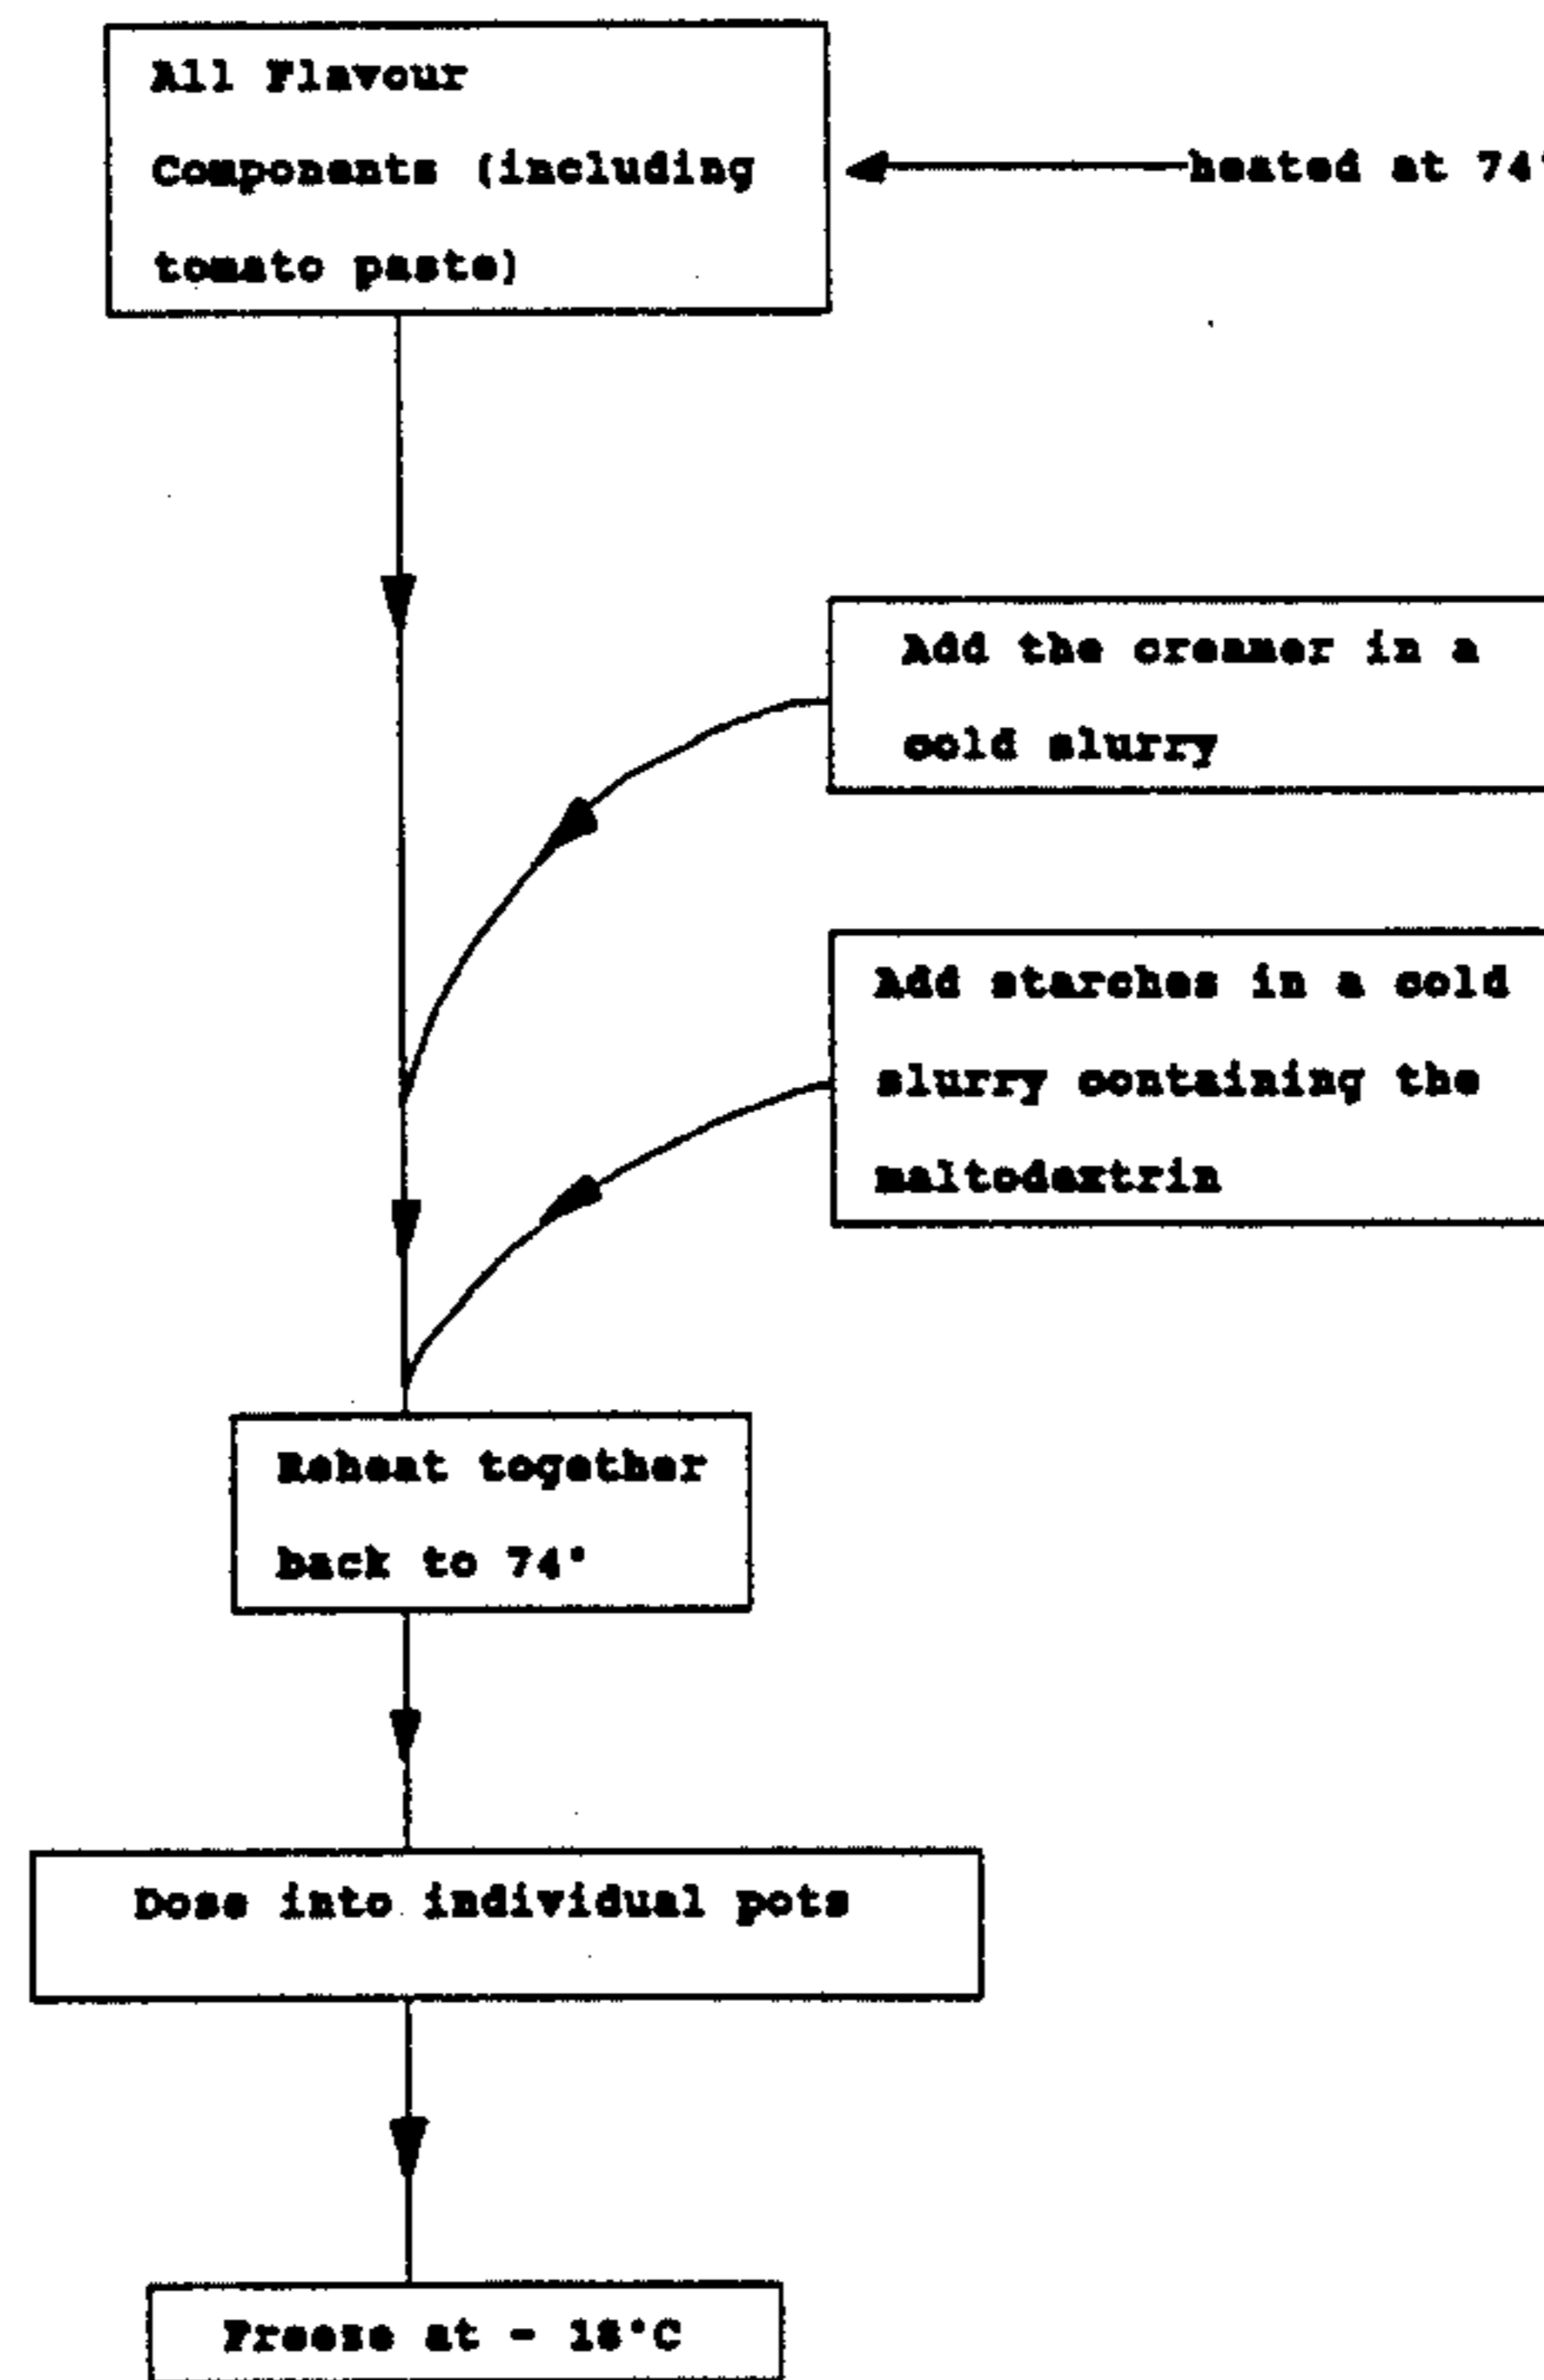 All Flavour
Components (including
tomato paste)
heated at 74°
Add the creamer in a
cold slurry
Add starches in a cold
slurry containing the
maltodextrin
Reheat together
back to 74°
Dose into individual pots
Freeze at - 18°C